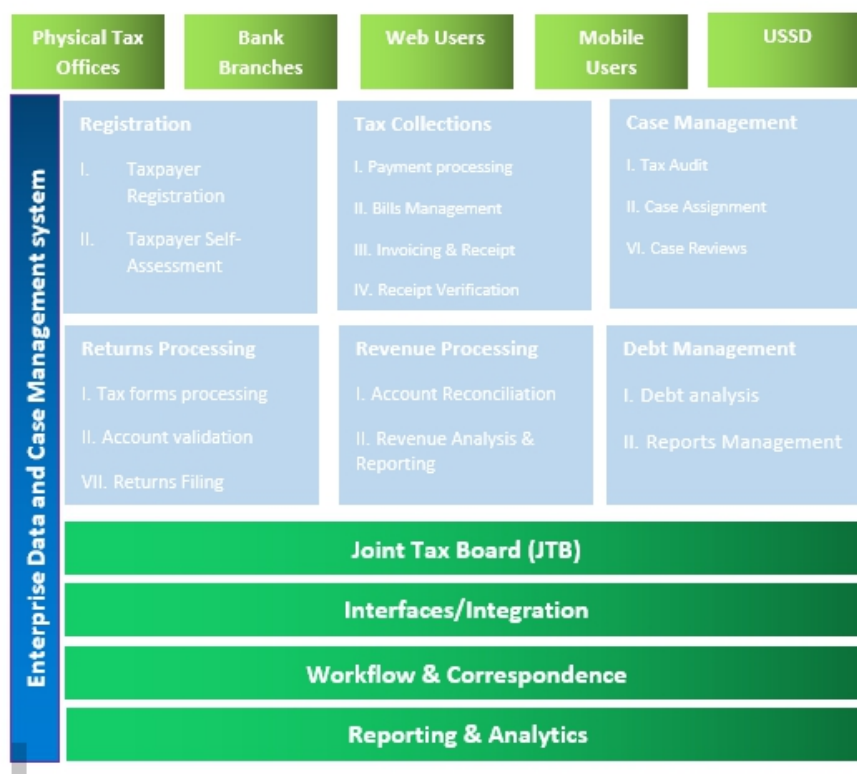 Physical Tax
Offices
Bank
Branches
Web Users
Mobile
Users
USSD
Enterprise Data and Case Management system
Registration
I. Taxpayer
Registration
II. Taxpayer Self-
Assessment
Tax Collections
I. Payment processing
II. Bills Management
III. Invoicing & Receipt
IV. Receipt Verification
Case Management
I. Tax Audit
II. Case Assignment
VI. Case Reviews
Returns Processing
I. Tax forms processing
II. Account validation
VII. Returns Filing
Revenue Processing
I. Account Reconciliation
II. Revenue Analysis &
Reporting
Debt Management
I. Debt analysis
II. Reports Management
Joint Tax Board (JTB)
Interfaces/Integration
Workflow & Correspondence
Reporting & Analytics